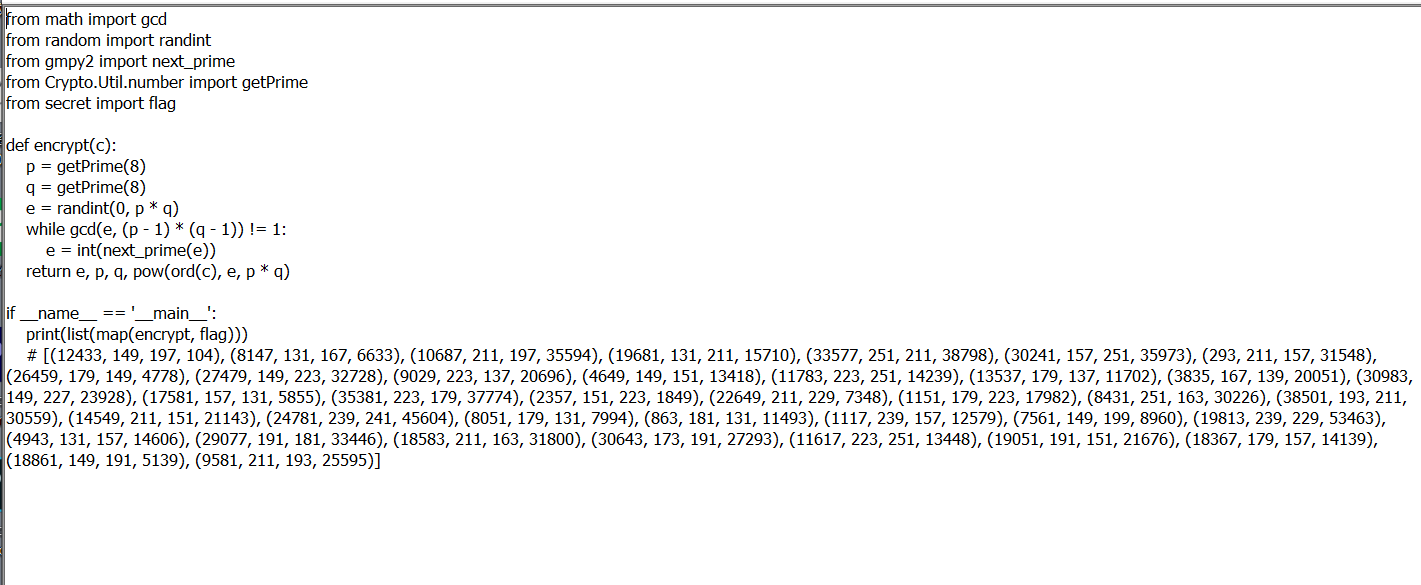 from math import gcd
from random import randint
from gmpy2 import next_prime
from Crypto.Util.number import getPrime
from secret import flag
def encrypt(c):
p = getPrime(8)
q = getPrime(8)
e = randint(0, p * q)
while gcd(e, (p - 1) * (q - 1)) != 1:
e = int(next_prime(e))
return e, p, q, pow(ord(c), e, p * q)
if __name__ == '__main__':
print(list(map(encrypt, flag)))
# [(12433, 149, 197, 104), (8147, 131, 167, 6633), (10687, 211, 197, 35594), (19681, 131, 211, 15710), (33577, 251, 211, 38798), (30241, 157, 251, 35973), (293, 211, 157, 31548),
(26459, 179, 149, 4778), (27479, 149, 223, 32728), (9029, 223, 137, 20696), (4649, 149, 151, 13418), (11783, 223, 251, 14239), (13537, 179, 137, 11702), (3835, 167, 139, 20051), (30983,
149, 227, 23928), (17581, 157, 131, 5855), (35381, 223, 179, 37774), (2357, 151, 223, 1849), (22649, 211, 229, 7348), (1151, 179, 223, 17982), (8431, 251, 163, 30226), (38501, 193, 211,
30559), (14549, 211, 151, 21143), (24781, 239, 241, 45604), (8051, 179, 131, 7994), (863, 181, 131, 11493), (1117, 239, 157, 12579), (7561, 149, 199, 8960), (19813, 239, 229, 53463),
(4943, 131, 157, 14606), (29077, 191, 181, 33446), (18583, 211, 163, 31800), (30643, 173, 191, 27293), (11617, 223, 251, 13448), (19051, 191, 151, 21676), (18367, 179, 157, 14139),
(18861, 149, 191, 5139), (9581, 211, 193, 25595)]